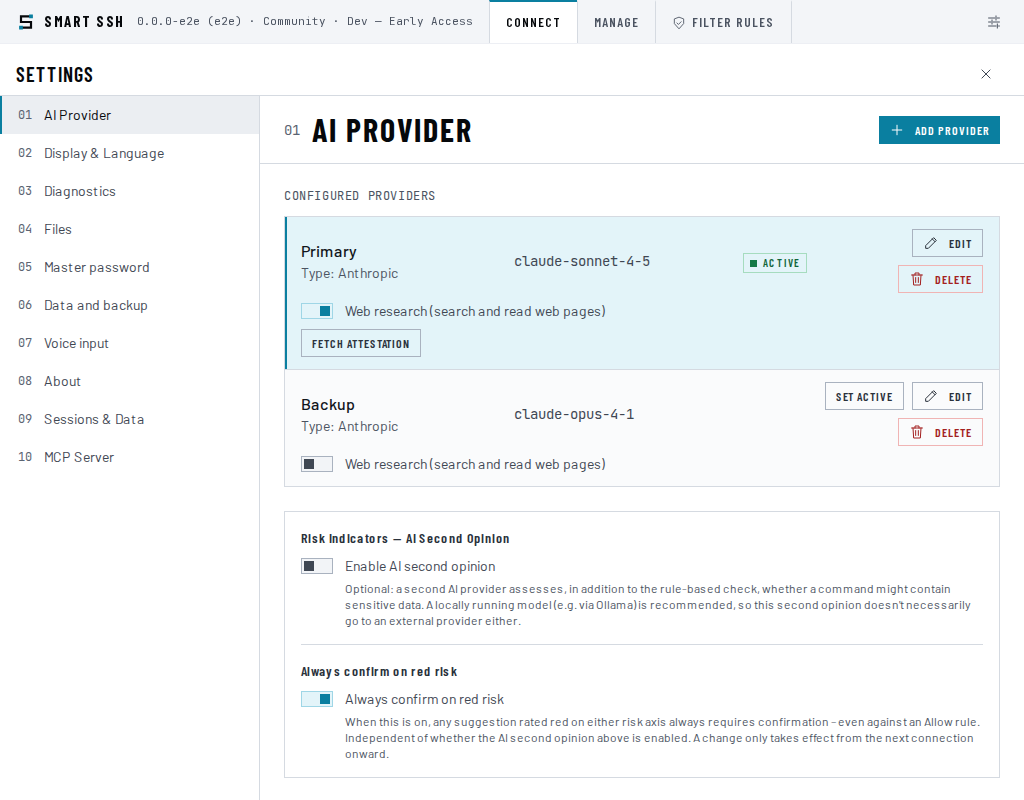 SMART SSH 0.0.0-e2e (e2e) · Community · Dev — Early Access CONNECT MANAGE FILTER RULES
SETTINGS
01 AI Provider
02 Display & Language
03 Diagnostics
04 Files
05 Master password
06 Data and backup
07 Voice input
08 About
09 Sessions & Data
10 MCP Server
01 AI PROVIDER
ADD PROVIDER
CONFIGURED PROVIDERS
Primary
Type: Anthropic
claude-sonnet-4-5
ACTIVE
EDIT
DELETE
Web research (search and read web pages)
FETCH ATTESTATION
Backup
Type: Anthropic
claude-opus-4-1
SET ACTIVE
EDIT
DELETE
Web research (search and read web pages)
Risk indicators — AI Second Opinion
Enable AI second opinion
Optional: a second AI provider assesses, in addition to the rule-based check, whether a command might contain
sensitive data. A locally running model (e.g. via Ollama) is recommended, so this second opinion doesn't necessarily
go to an external provider either.
Always confirm on red risk
Always confirm on red risk
When this is on, any suggestion rated red on either risk axis always requires confirmation – even against an Allow rule.
Independent of whether the AI second opinion above is enabled. A change only takes effect from the next connection
onward.